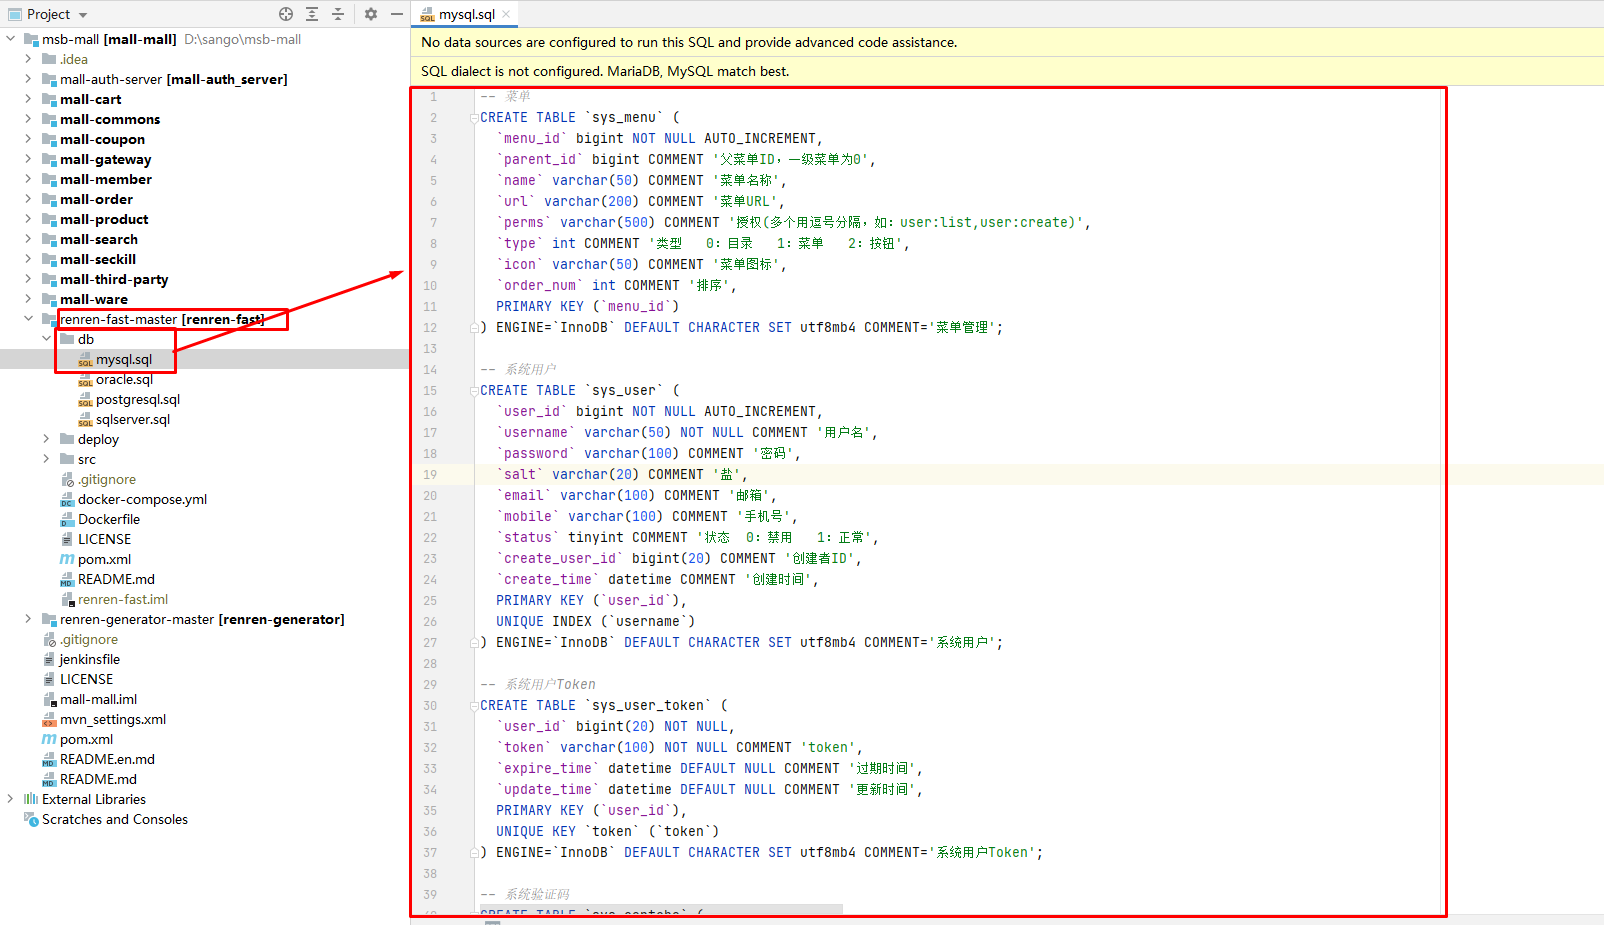 Project
msb-mall [mall-mall] D:\sango\msb-mall
.idea
mall-auth-server [mall-auth_server]
mall-cart
mall-commons
mall-coupon
mall-gateway
mall-member
mall-order
mall-product
mall-search
mall-seckill
mall-third-party
mall-ware
renren-fast-master [renren-fast]
db
mysql.sql
oracle.sql
postgresql.sql
sqlserver.sql
deploy
src
.gitignore
docker-compose.yml
Dockerfile
LICENSE
pom.xml
README.md
renren-fast.iml
renren-generator-master [renren-generator]
.gitignore
jenkinsfile
LICENSE
mall-mall.iml
mvn_settings.xml
pom.xml
README.en.md
README.md
External Libraries
Scratches and Consoles
mysql.sql
No data sources are configured to run this SQL and provide advanced code assistance.
SQL dialect is not configured. MariaDB, MySQL match best.
1 -- 菜单
2 CREATE TABLE `sys_menu` (
3 `menu_id` bigint NOT NULL AUTO_INCREMENT,
4 `parent_id` bigint COMMENT '父菜单ID，一级菜单为0',
5 `name` varchar(50) COMMENT '菜单名称',
6 `url` varchar(200) COMMENT '菜单URL',
7 `perms` varchar(500) COMMENT '授权(多个用逗号分隔，如：user:list,user:create)',
8 `type` int COMMENT '类型   0：目录   1：菜单   2：按钮',
9 `icon` varchar(50) COMMENT '菜单图标',
10 `order_num` int COMMENT '排序',
11 PRIMARY KEY (`menu_id`)
12 ) ENGINE=`InnoDB` DEFAULT CHARACTER SET utf8mb4 COMMENT='菜单管理';
13
14 -- 系统用户
15 CREATE TABLE `sys_user` (
16 `user_id` bigint NOT NULL AUTO_INCREMENT,
17 `username` varchar(50) NOT NULL COMMENT '用户名',
18 `password` varchar(100) COMMENT '密码',
19 `salt` varchar(20) COMMENT '盐',
20 `email` varchar(100) COMMENT '邮箱',
21 `mobile` varchar(100) COMMENT '手机号',
22 `status` tinyint COMMENT '状态  0：禁用   1：正常',
23 `create_user_id` bigint(20) COMMENT '创建者ID',
24 `create_time` datetime COMMENT '创建时间',
25 PRIMARY KEY (`user_id`),
26 UNIQUE INDEX (`username`)
27 ) ENGINE=`InnoDB` DEFAULT CHARACTER SET utf8mb4 COMMENT='系统用户';
28
29 -- 系统用户Token
30 CREATE TABLE `sys_user_token` (
31 `user_id` bigint(20) NOT NULL,
32 `token` varchar(100) NOT NULL COMMENT 'token',
33 `expire_time` datetime DEFAULT NULL COMMENT '过期时间',
34 `update_time` datetime DEFAULT NULL COMMENT '更新时间',
35 PRIMARY KEY (`user_id`),
36 UNIQUE KEY `token` (`token`)
37 ) ENGINE=`InnoDB` DEFAULT CHARACTER SET utf8mb4 COMMENT='系统用户Token';
38
39 -- 系统验证码
40 CREATE TABLE `sys_captcha` (